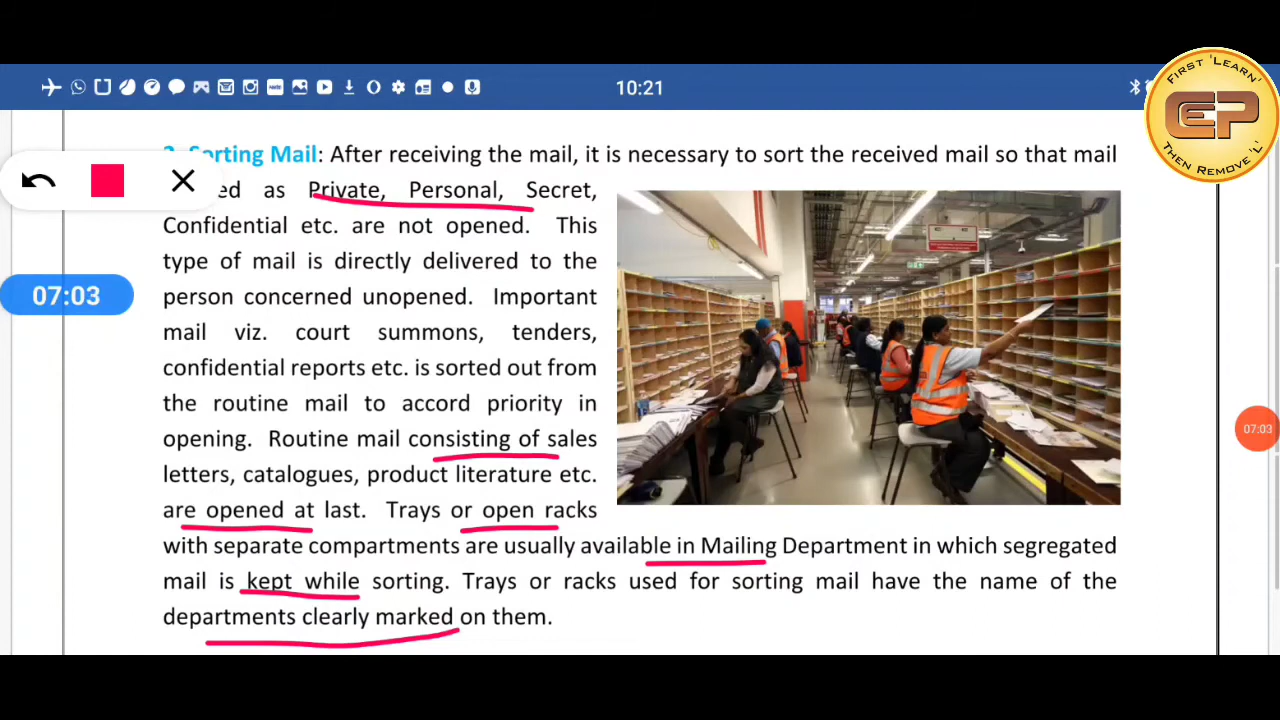 10:21
FIRST 'LEARN'
EP
THEN REMOVE 'L'
Sorting Mail: After receiving the mail, it is necessary to sort the received mail so that mail
as Private, Personal, Secret,
Confidential etc. are not opened. This
type of mail is directly delivered to the
person concerned unopened. Important
mail viz. court summons, tenders,
confidential reports etc. is sorted out from
the routine mail to accord priority in
opening. Routine mail consisting of sales
letters, catalogues, product literature etc.
are opened at last. Trays or open racks
with separate compartments are usually available in Mailing Department in which segregated
mail is kept while sorting. Trays or racks used for sorting mail have the name of the
departments clearly marked on them.
07:03
07:03